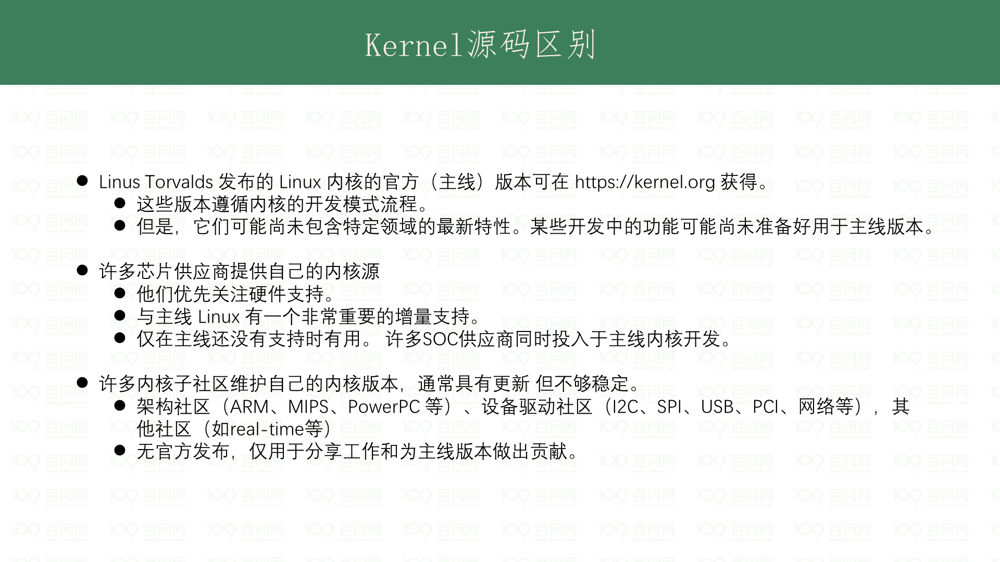 Kernel源码区别
● Linus Torvalds 发布的 Linux 内核的官方（主线）版本可在 https://kernel.org 获得。
● 这些版本遵循内核的开发模式流程。
● 但是，它们可能尚未包含特定领域的最新特性。某些开发中的功能可能尚未准备好用于主线版本。
● 许多芯片供应商提供自己的内核源
● 他们优先关注硬件支持。
● 与主线 Linux 有一个非常重要的增量支持。
● 仅在主线还没有支持时有用。 许多SOC供应商同时投入于主线内核开发。
● 许多内核子社区维护自己的内核版本，通常具有更新 但不够稳定。
● 架构社区（ARM、MIPS、PowerPC 等）、设备驱动社区（I2C、SPI、USB、PCI、网络等），其
他社区（如real-time等）
● 无官方发布，仅用于分享工作和为主线版本做出贡献。
百问网
www.100ask.net